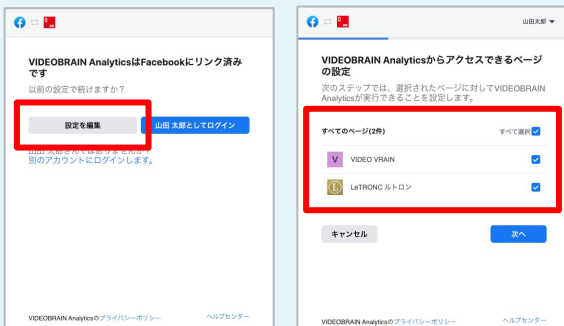 VIDEOBRAIN AnalyticsはFacebookにリンク済み
です
以前の設定で続けますか？
設定を編集
山田 太郎としてログイン
山田 太郎さんではありませんか？
別のアカウントにログインします。
VIDEOBRAIN Analyticsのプライバシーポリシー
ヘルプセンター
山田太郎
VIDEOBRAIN Analyticsからアクセスできるページ
の設定
次のステップでは、選択されたページに対してVIDEOBRAIN
Analyticsが実行できることを設定します。
すべてのページ(2件)
すべて選択
V VIDEO VRAIN
L LeTRONC ルトロン
キャンセル
次へ
VIDEOBRAIN Analyticsのプライバシーポリシー
ヘルプセンター